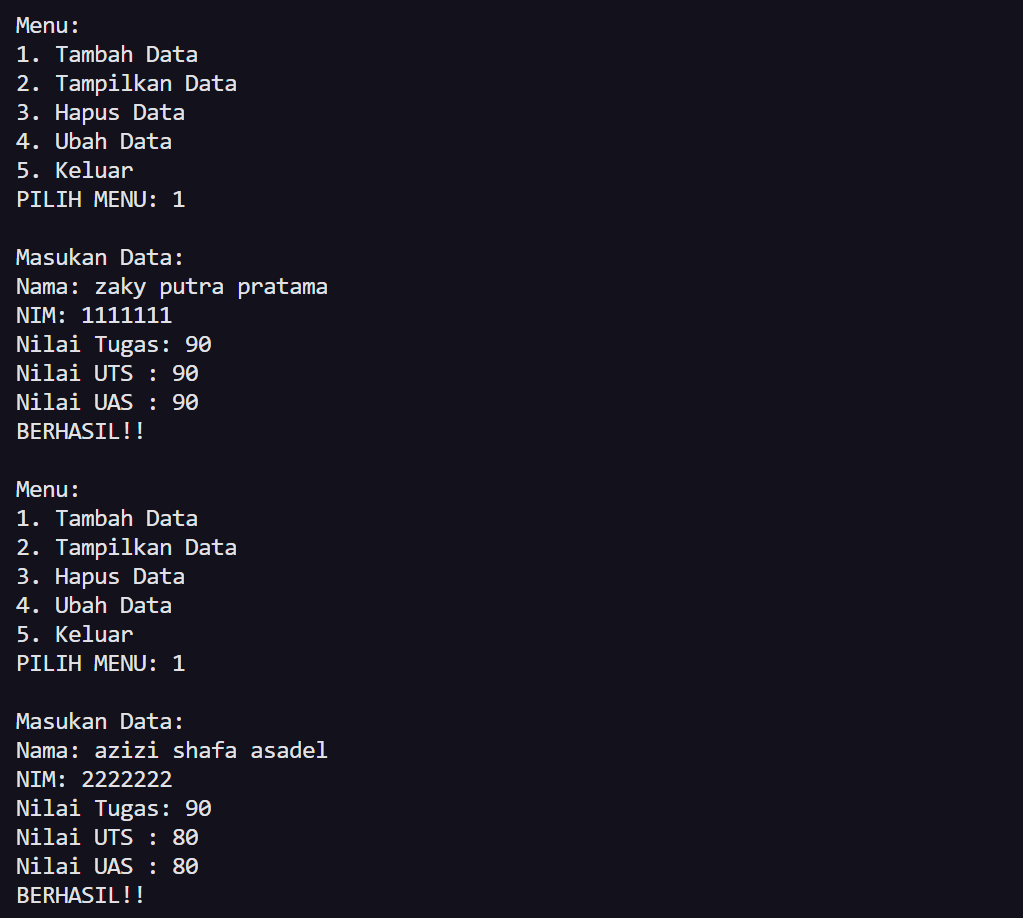 Menu:
1. Tambah Data
2. Tampilkan Data
3. Hapus Data
4. Ubah Data
5. Keluar
PILIH MENU: 1
Masukan Data:
Nama: zaky putra pratama
NIM: 1111111
Nilai Tugas: 90
Nilai UTS : 90
Nilai UAS : 90
BERHASIL!!
Menu:
1. Tambah Data
2. Tampilkan Data
3. Hapus Data
4. Ubah Data
5. Keluar
PILIH MENU: 1
Masukan Data:
Nama: azizi shafa asadel
NIM: 2222222
Nilai Tugas: 90
Nilai UTS : 80
Nilai UAS : 80
BERHASIL!!